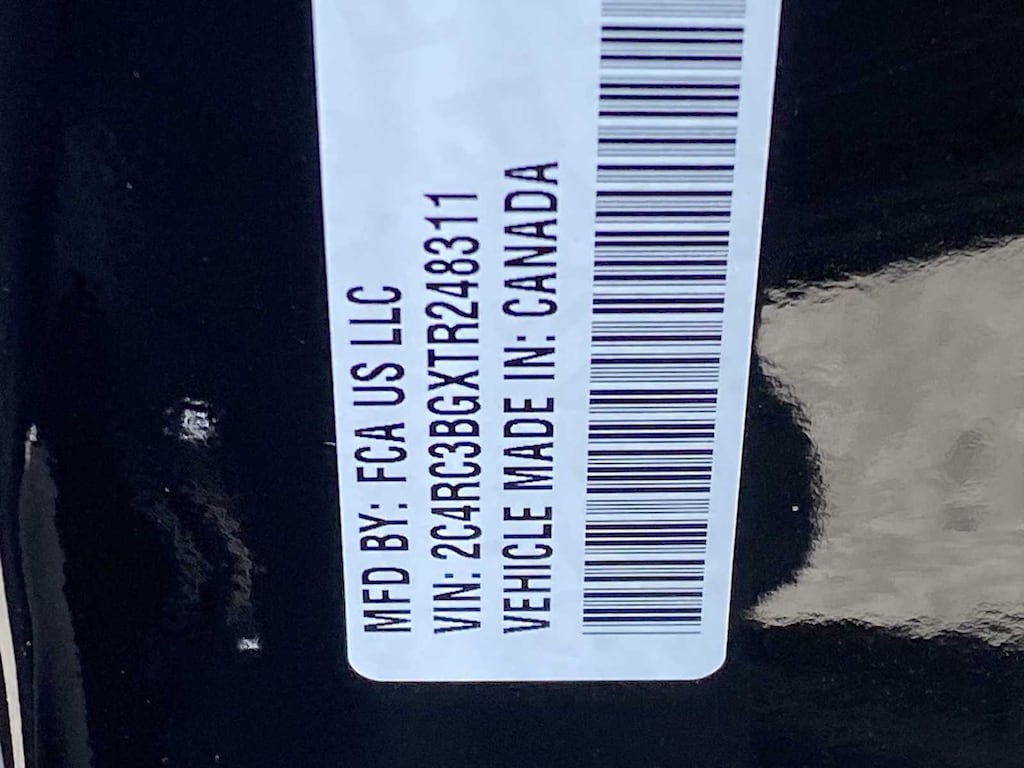 MFD BY: FCA US LLC
VIN: 2C4RC3BGXTR248311
VEHICLE MADE IN: CANADA